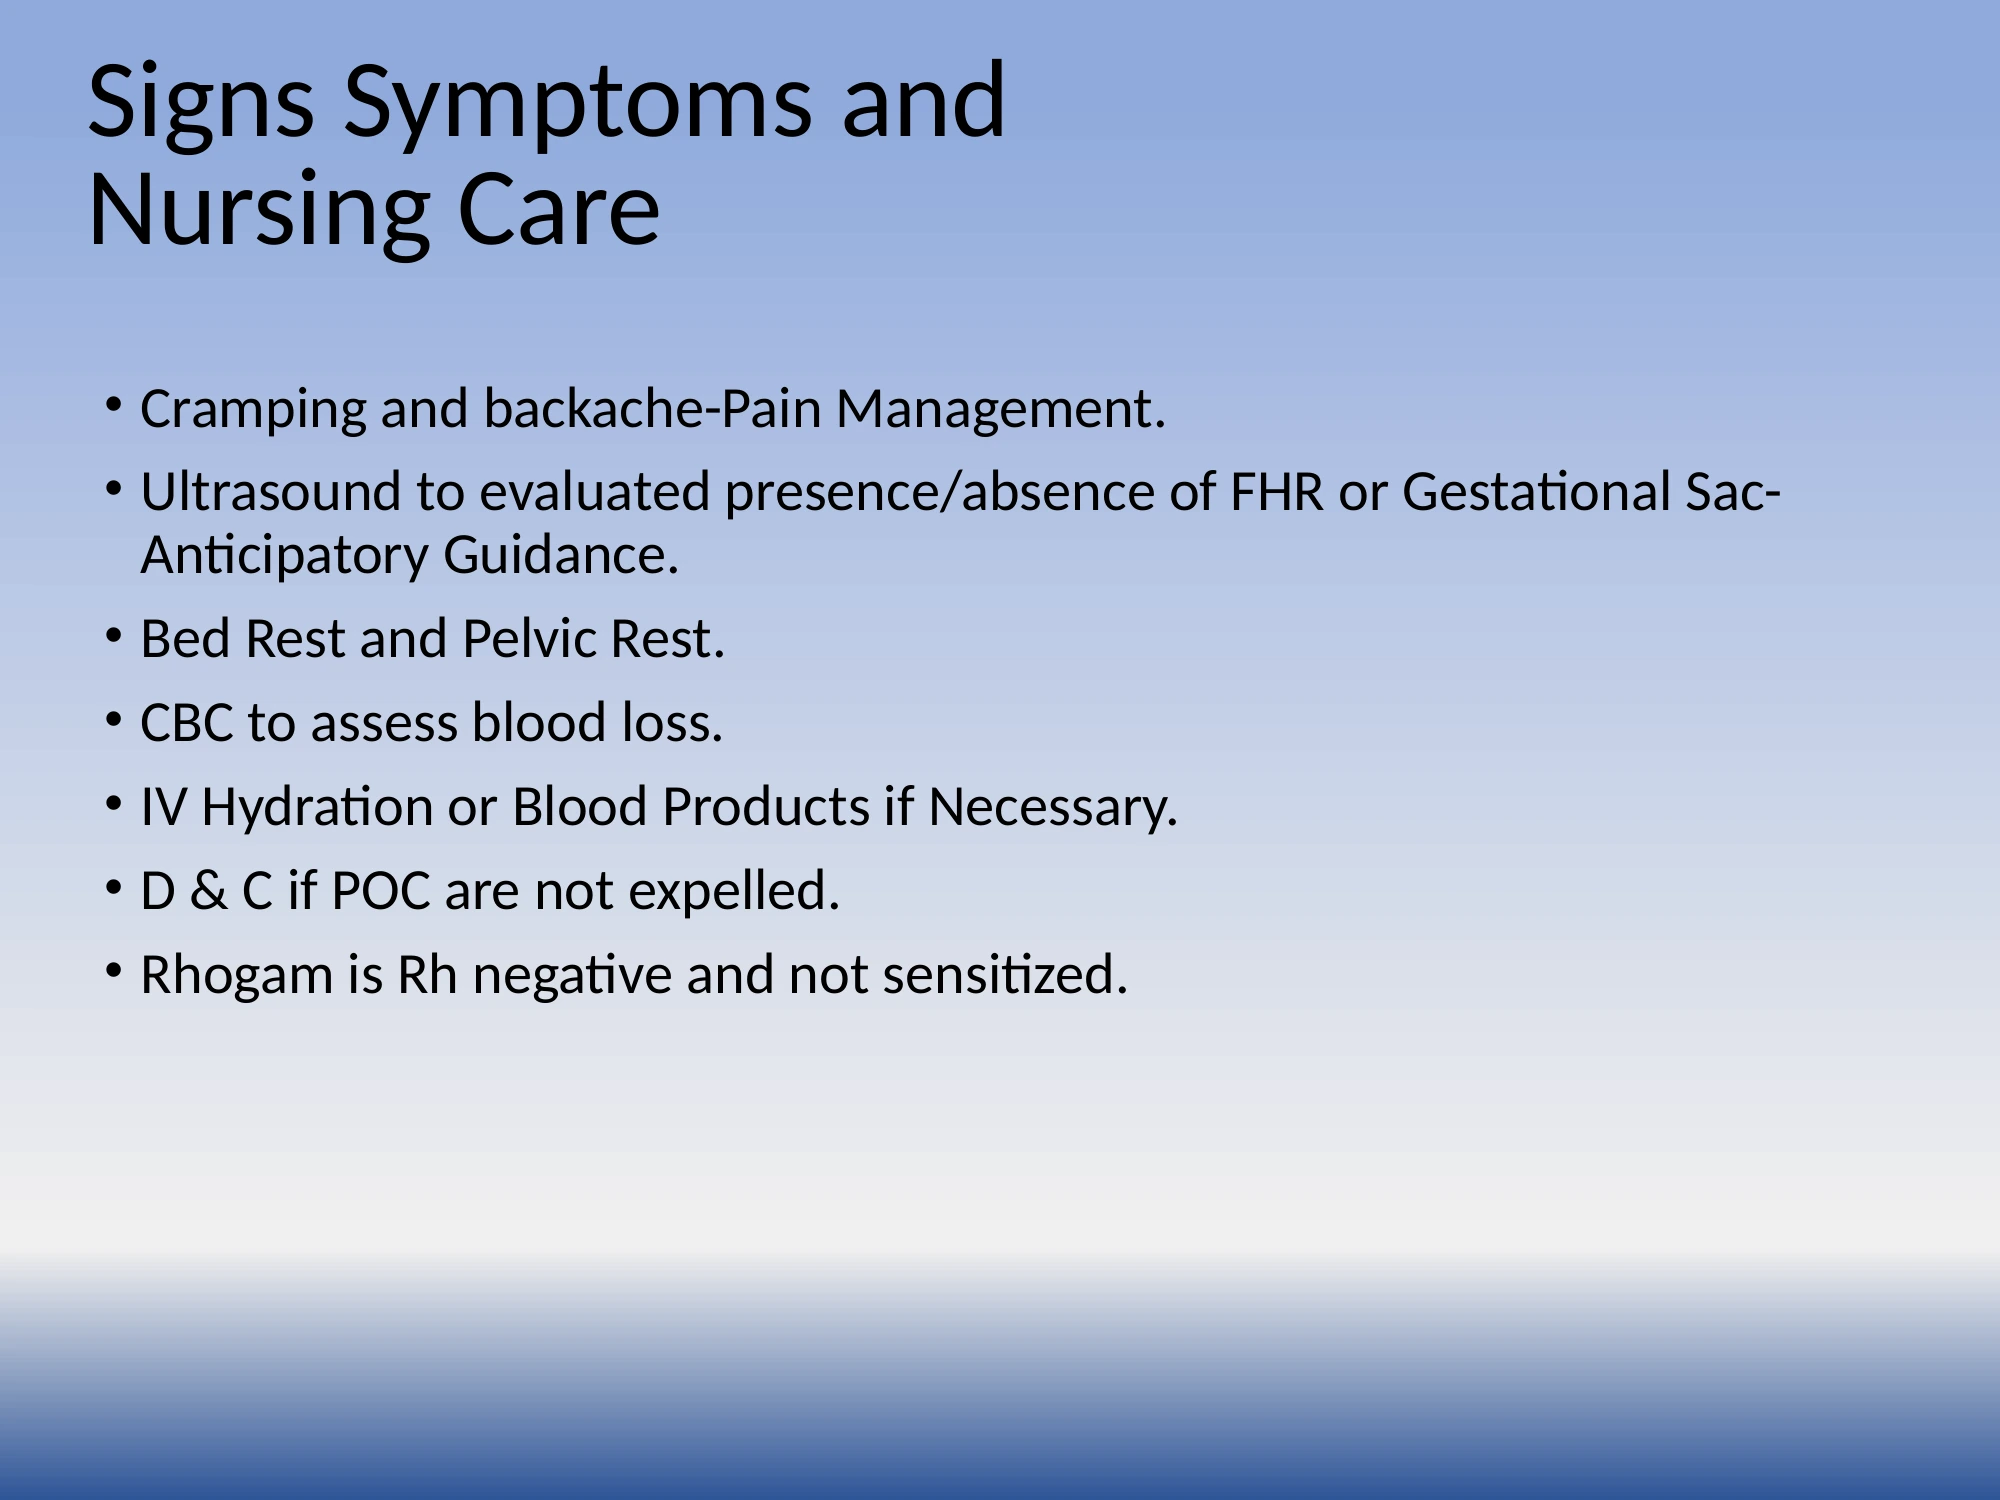 Signs Symptoms and
Nursing Care
• Cramping and backache-Pain Management.
• Ultrasound to evaluated presence/absence of FHR or Gestational Sac-
Anticipatory Guidance.
• Bed Rest and Pelvic Rest.
• CBC to assess blood loss.
• IV Hydration or Blood Products if Necessary.
• D & C if POC are not expelled.
• Rhogam is Rh negative and not sensitized.